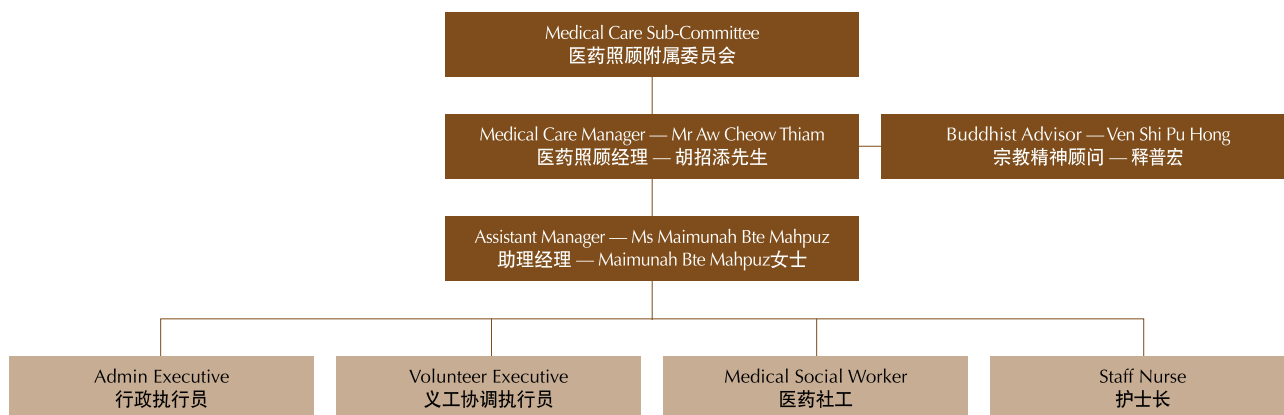 Medical Care Sub-Committee
医药照顾附属委员会
Medical Care Manager — Mr Aw Cheow Thiam
医药照顾经理 — 胡招添先生
Buddhist Advisor — Ven Shi Pu Hong
宗教精神顾问 — 释普宏
Assistant Manager — Ms Maimunah Bte Mahpuz
助理经理 — Maimunah Bte Mahpuz女士
Admin Executive
行政执行员
Volunteer Executive
义工协调执行员
Medical Social Worker
医药社工
Staff Nurse
护士长